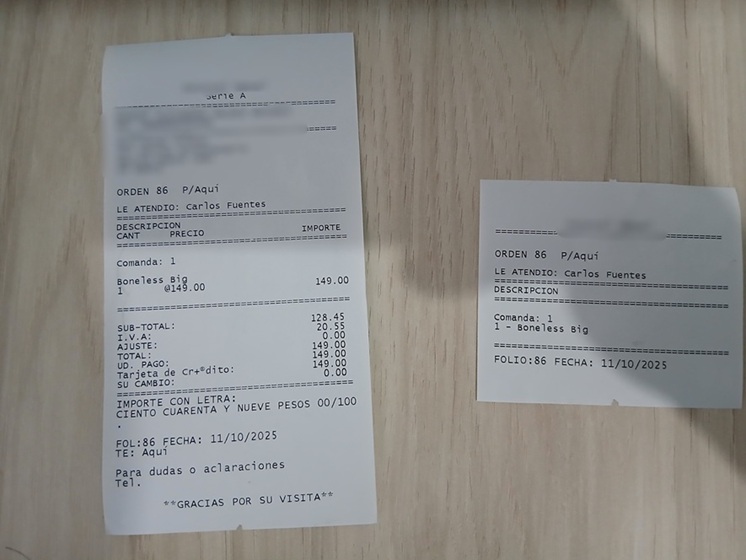 Serie A
ORDEN 86 P/Aqui
LE ATENDIO: Carlos Fuentes
DESCRIPCION
CANT PRECIO IMPORTE
Comanda: 1
Boneless Big
1 @149.00 149.00
SUB-TOTAL: 128.45
I.V.A: 20.55
AJUSTE: 0.00
TOTAL: 149.00
UD. PAGO: 149.00
Tarjeta de Cr+®dito: 149.00
SU CAMBIO: 0.00
IMPORTE CON LETRA:
CIENTO CUARENTA Y NUEVE PESOS 00/100
.
FOL:86 FECHA: 11/10/2025
TE: Aqui
Para dudas o aclaraciones
Tel.
**GRACIAS POR SU VISITA**
ORDEN 86 P/Aqui
LE ATENDIO: Carlos Fuentes
DESCRIPCION
Comanda: 1
1 - Boneless Big
FOLIO:86 FECHA: 11/10/2025